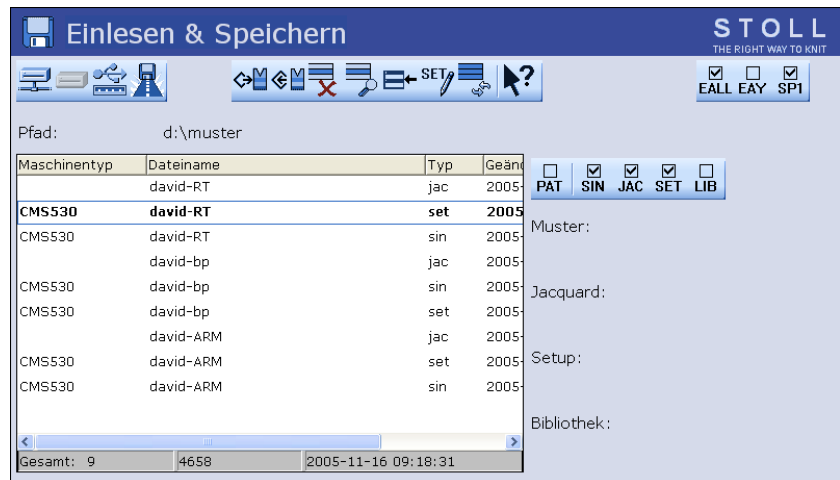 Einlesen & Speichern
STOLL
THE RIGHT WAY TO KNIT
SET
?
EALL EAY SP1
Pfad: d:\muster
Maschinentyp Dateiname Typ Geänd
david-RT jac 2005-
CMS530 david-RT set 2005
CMS530 david-RT sin 2005-
david-bp jac 2005-
CMS530 david-bp sin 2005-
CMS530 david-bp set 2005-
david-ARM jac 2005-
CMS530 david-ARM set 2005-
CMS530 david-ARM sin 2005-
Gesamt: 9 4658 2005-11-16 09:18:31
PAT SIN JAC SET LIB
Muster:
Jacquard:
Setup:
Bibliothek: